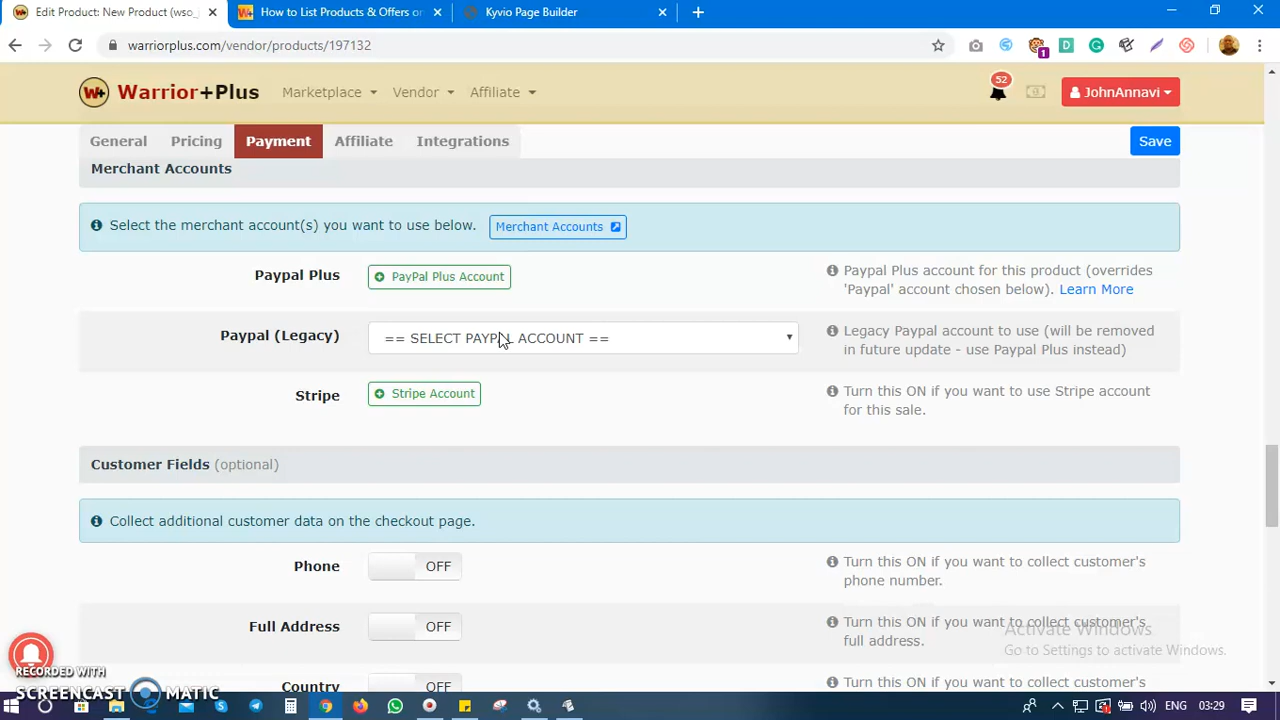 Edit Product: New Product (wso_
How to List Products & Offers on
Kyvio Page Builder
warriorplus.com/vendor/products/197132
1
W+ Warrior+Plus
Marketplace
Vendor
Affiliate
52
JohnAnnavi
General
Pricing
Payment
Affiliate
Integrations
Save
Merchant Accounts
Select the merchant account(s) you want to use below.
Merchant Accounts
Paypal Plus
PayPal Plus Account
Paypal Plus account for this product (overrides
'Paypal' account chosen below). Learn More
Paypal (Legacy)
== SELECT PAYPAL ACCOUNT ==
Legacy Paypal account to use (will be removed
in future update - use Paypal Plus instead)
Stripe
Stripe Account
Turn this ON if you want to use Stripe account
for this sale.
Customer Fields (optional)
Collect additional customer data on the checkout page.
Phone
OFF
Turn this ON if you want to collect customer's
phone number.
Full Address
OFF
Turn this ON if you want to collect customer's
full address.
Activate Windows
Go to Settings to activate Windows.
Country
OFF
Turn this ON if you want to collect customer's
RECORDED WITH
SCREENCAST MATIC
ENG
03:29